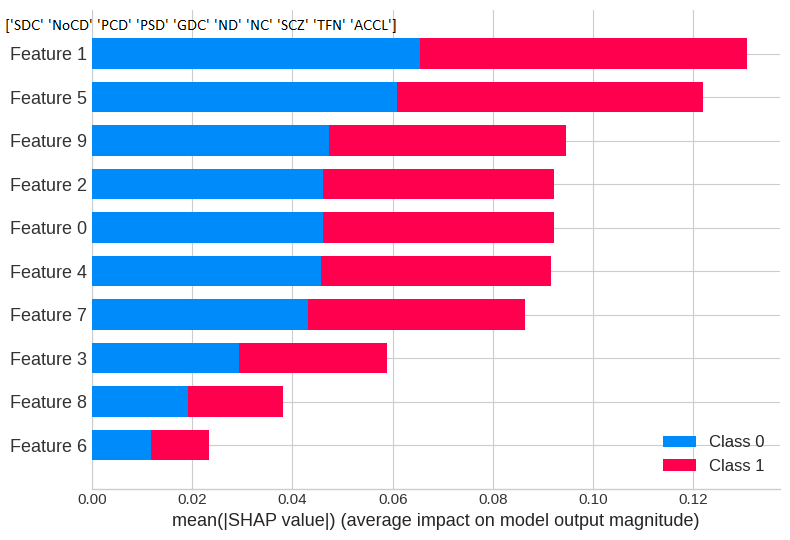 ['SDC' 'NoCD' 'PCD' 'PSD' 'GDC' 'ND' 'NC' 'SCZ' 'TFN' 'ACCL']
Feature 1
Feature 5
Feature 9
Feature 2
Feature 0
Feature 4
Feature 7
Feature 3
Feature 8
Feature 6
Class 0
Class 1
0.00 0.02 0.04 0.06 0.08 0.10 0.12
mean(|SHAP value|) (average impact on model output magnitude)